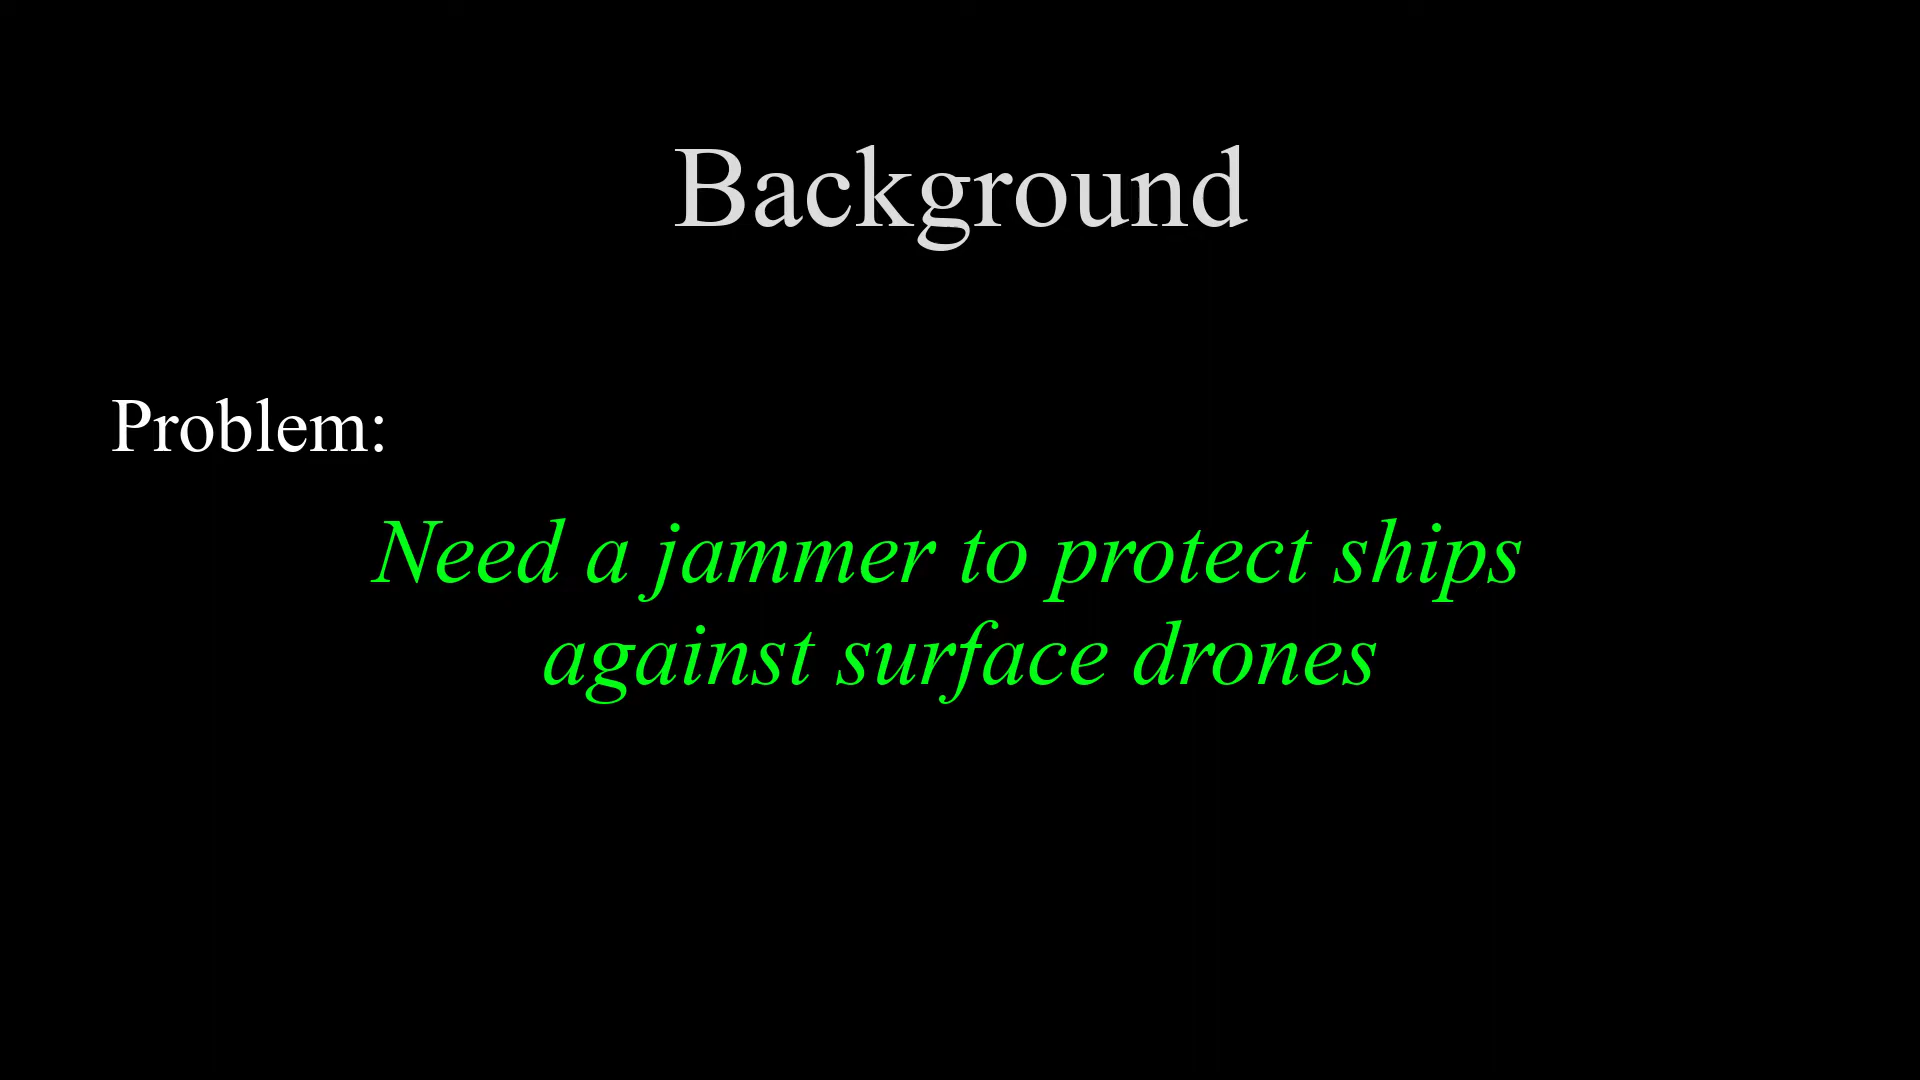 Background
Problem:
Need a jammer to protect ships
against surface drones